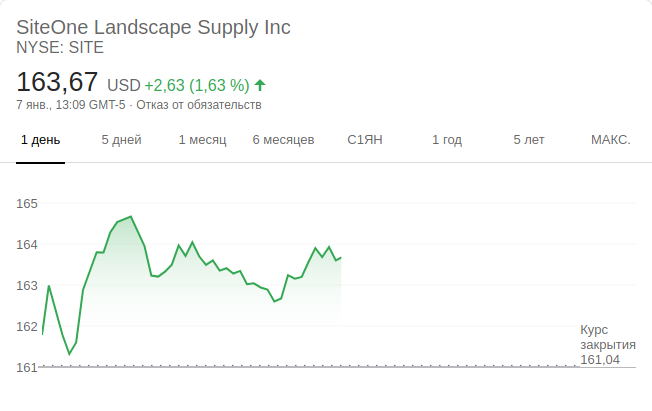 SiteOne Landscape Supply Inc
NYSE: SITE
163,67 USD +2,63 (1,63 %)
7 янв., 13:09 GMT-5 · Отказ от обязательств
1 день 5 дней 1 месяц 6 месяцев С1ЯН 1 год 5 лет МАКС.
165
164
163
162
Курс
закрытия
161,04
161